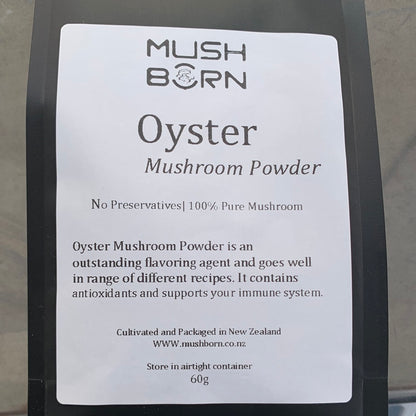 MUSH
BORN
Oyster
Mushroom Powder
No Preservatives| 100% Pure Mushroom
Oyster Mushroom Powder is an
outstanding flavoring agent and goes well
in range of different recipes. It contains
antioxidants and supports your immune system.
Cultivated and Packaged in New Zealand
WWW.mushborn.co.nz
Store in airtight container
60g